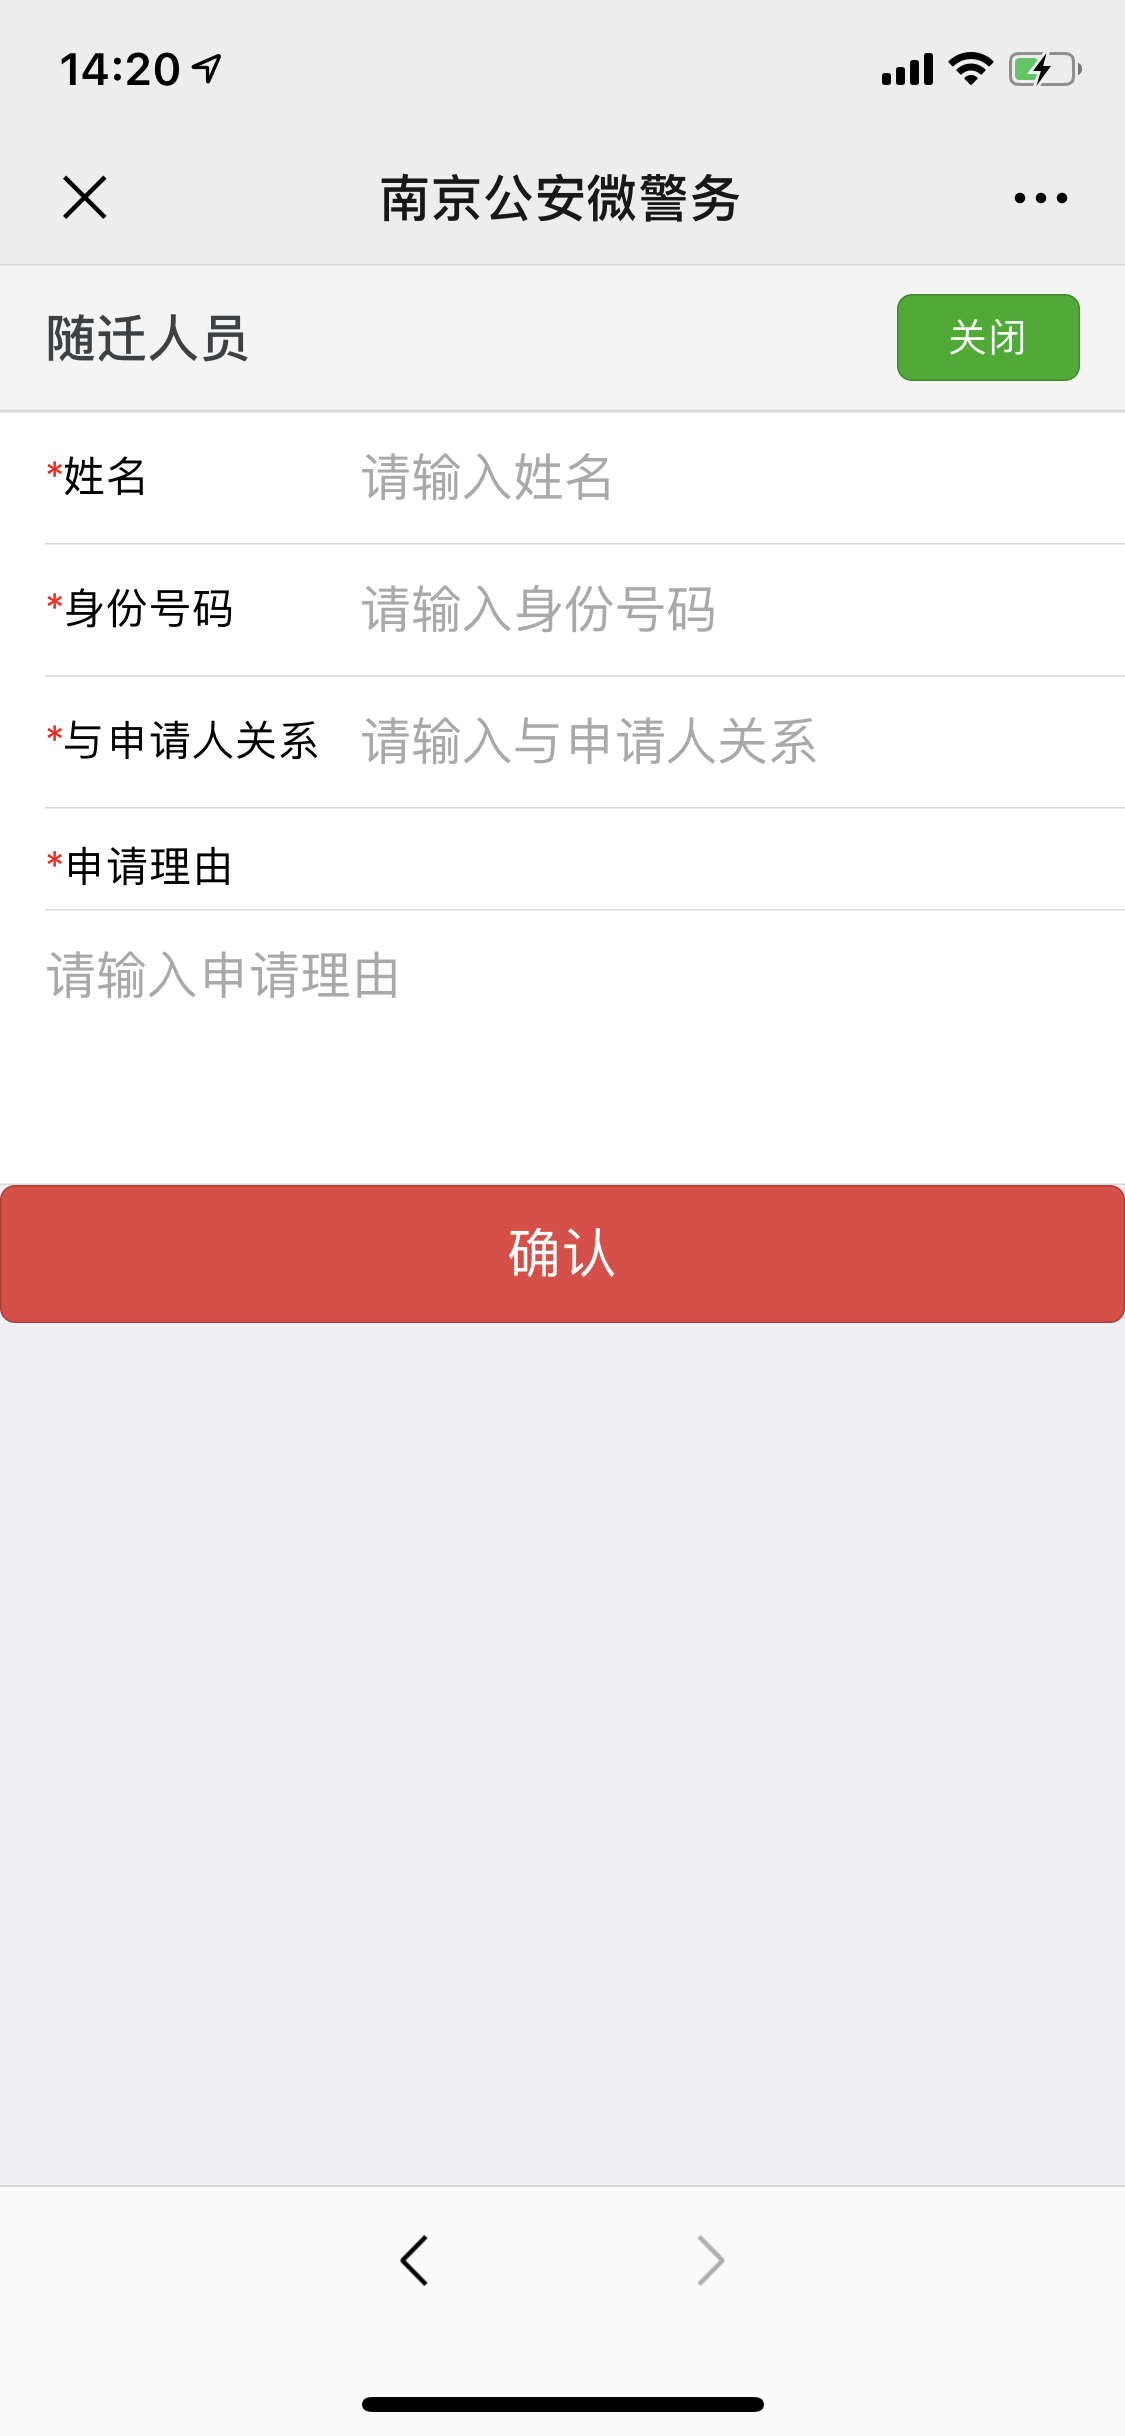 14:20
南京公安微警务
随迁人员
关闭
*姓名 请输入姓名
*身份号码 请输入身份号码
*与申请人关系 请输入与申请人关系
*申请理由
请输入申请理由
确认